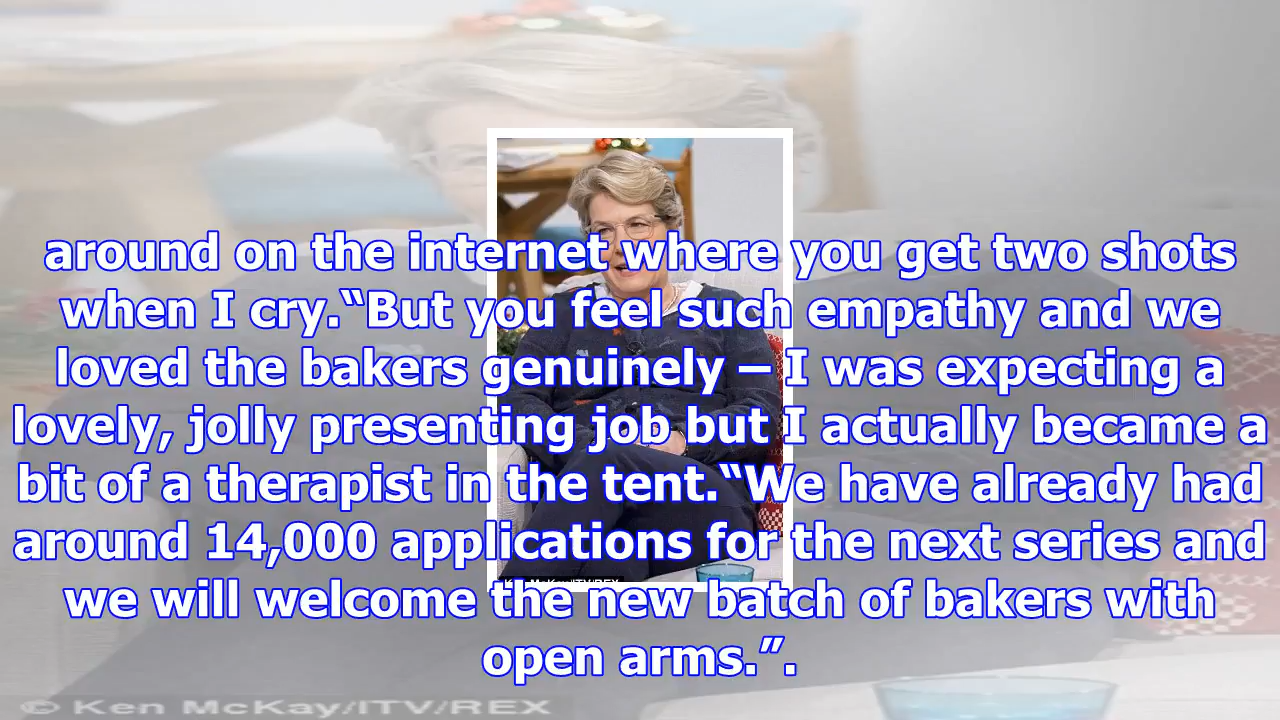 around on the internet where you get two shots
when I cry.“But you feel such empathy and we
loved the bakers genuinely – I was expecting a
lovely, jolly presenting job but I actually became a
bit of a therapist in the tent.“We have already had
around 14,000 applications for the next series and
we will welcome the new batch of bakers with
open arms.”.
© Ken McKay/ITV/REX